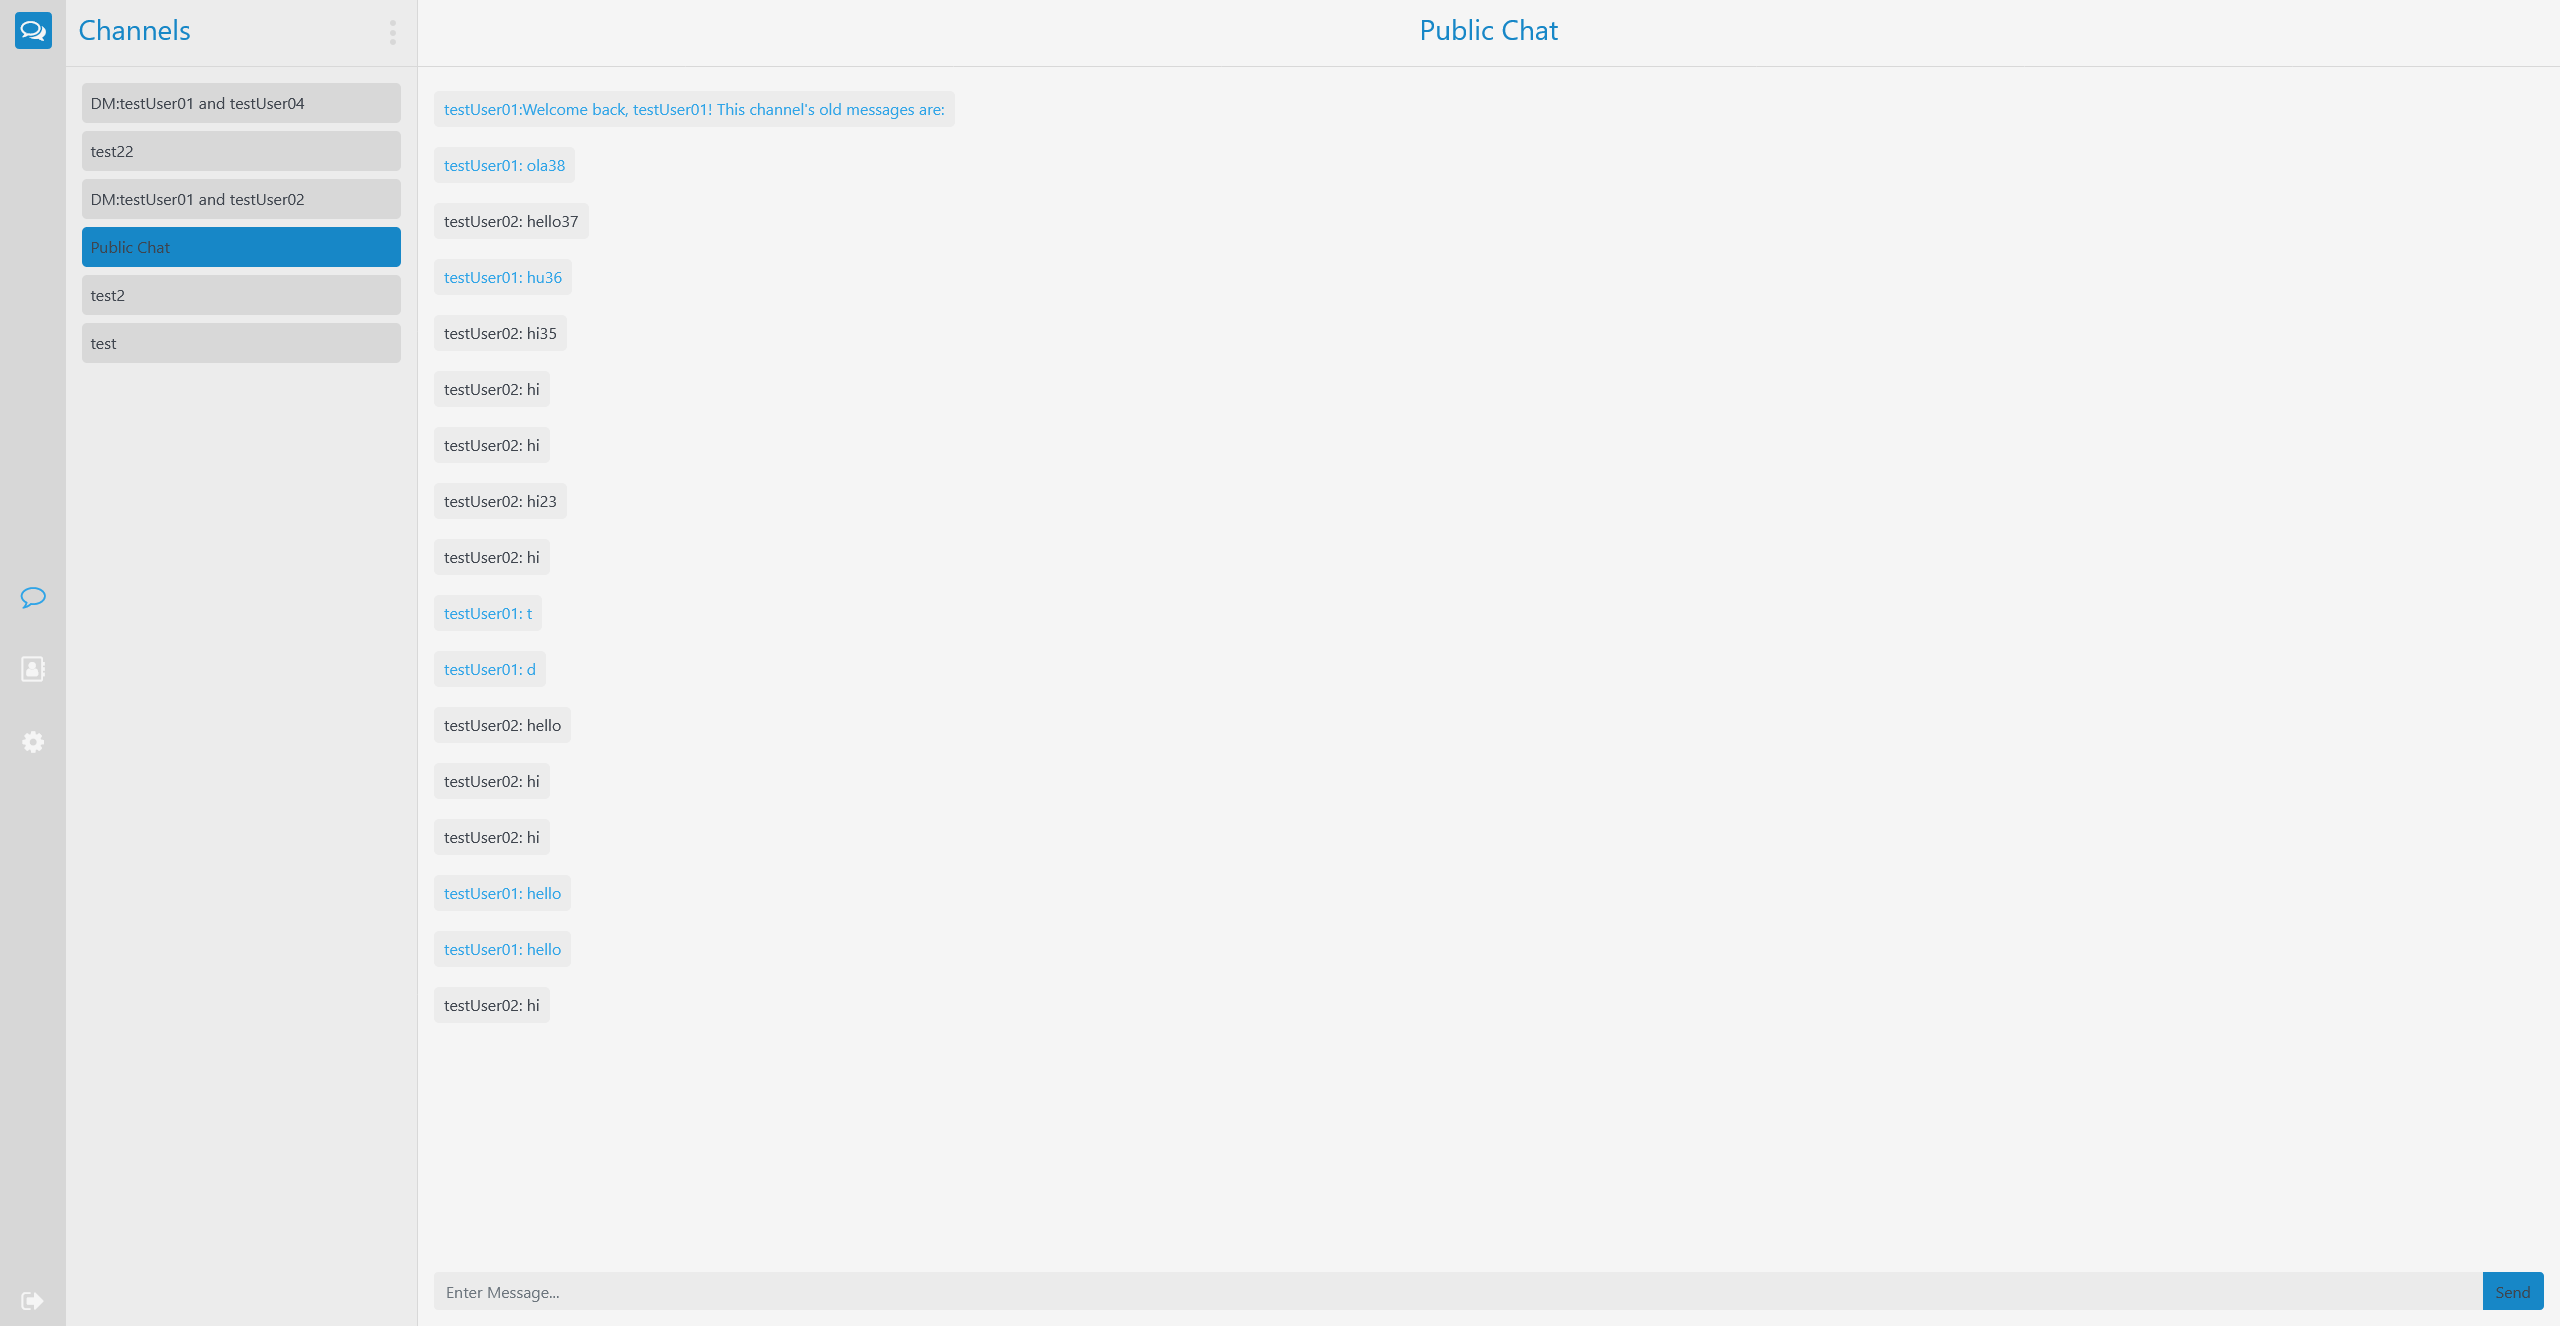 Channels
DM:testUser01 and testUser04
test22
DM:testUser01 and testUser02
Public Chat
test2
test
Public Chat
testUser01:Welcome back, testUser01! This channel's old messages are:
testUser01: ola38
testUser02: hello37
testUser01: hu36
testUser02: hi35
testUser02: hi
testUser02: hi
testUser02: hi23
testUser02: hi
testUser01: t
testUser01: d
testUser02: hello
testUser02: hi
testUser02: hi
testUser01: hello
testUser01: hello
testUser02: hi
Enter Message...
Send